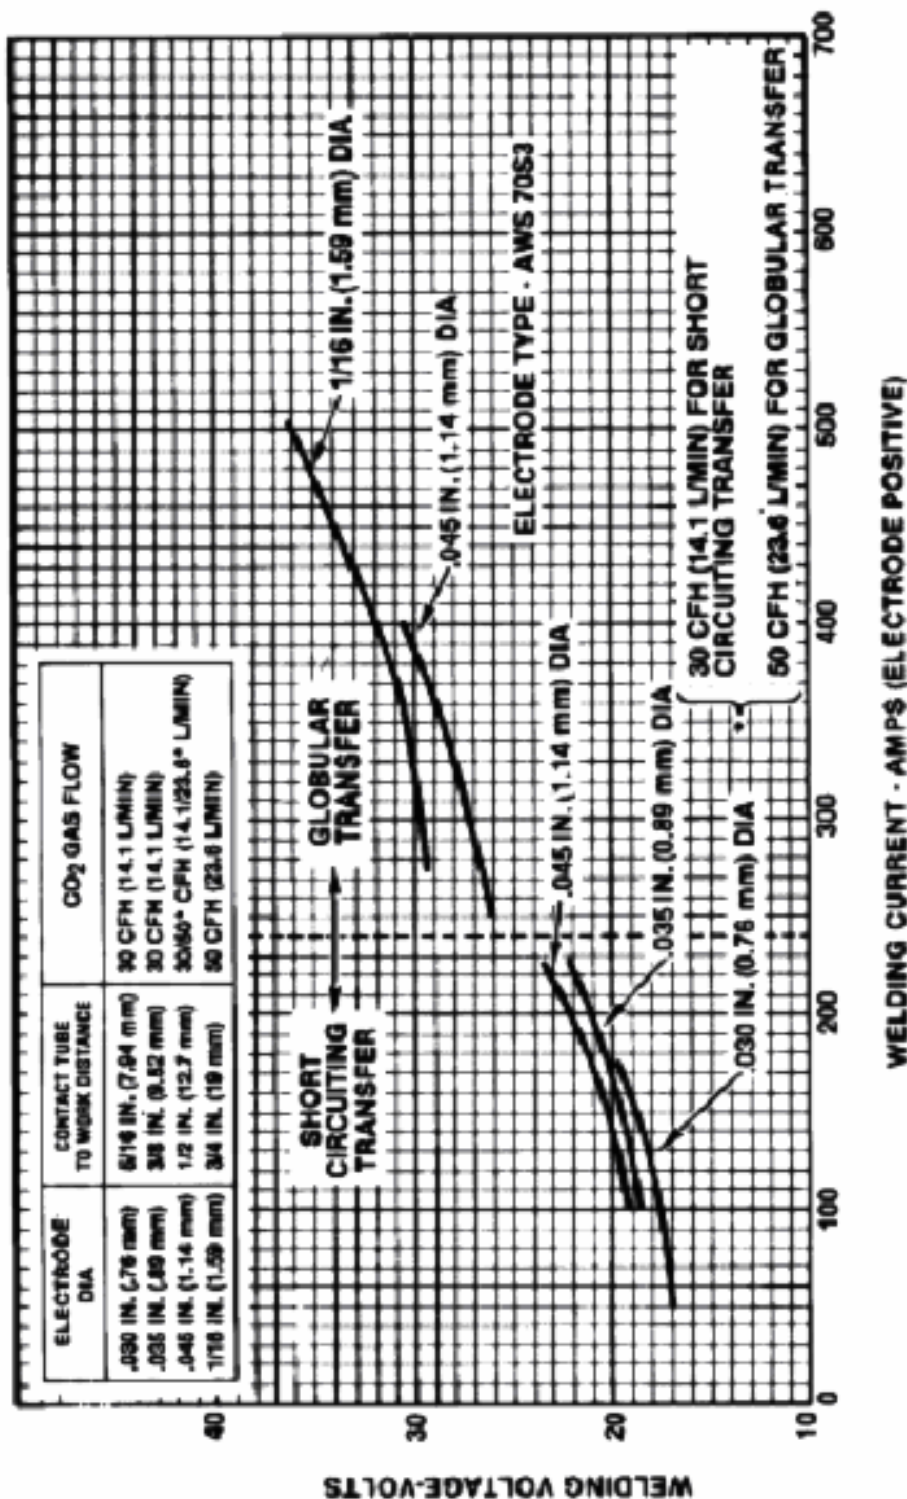 ELECTRODE DIA
CONTACT TUBE TO WORK DISTANCE
CO2 GAS FLOW
.030 IN. (.76 mm) 5/16 IN. (7.94 mm) 30 CFH (14.1 L/MIN)
.035 IN. (.89 mm) 3/8 IN. (9.52 mm) 30 CFH (14.1 L/MIN)
.045 IN. (1.14 mm) 1/2 IN. (12.7 mm) 30/50* CFH (14.1/23.6* L/MIN)
1/16 IN. (1.59 mm) 3/4 IN. (19 mm) 50 CFH (23.6 L/MIN)
SHORT
CIRCUITING
TRANSFER
GLOBULAR
TRANSFER
1/16 IN. (1.59 mm) DIA
.045 IN. (1.14 mm) DIA
ELECTRODE TYPE - AWS 70S3
.045 IN. (1.14 mm) DIA
.035 IN. (0.89 mm) DIA
.030 IN. (0.76 mm) DIA
30 CFH (14.1 L/MIN) FOR SHORT
CIRCUITING TRANSFER
50 CFH (23.6 L/MIN) FOR GLOBULAR TRANSFER
WELDING VOLTAGE-VOLTS
40
30
20
10
0
100
200
300
400
500
600
700
WELDING CURRENT - AMPS (ELECTRODE POSITIVE)